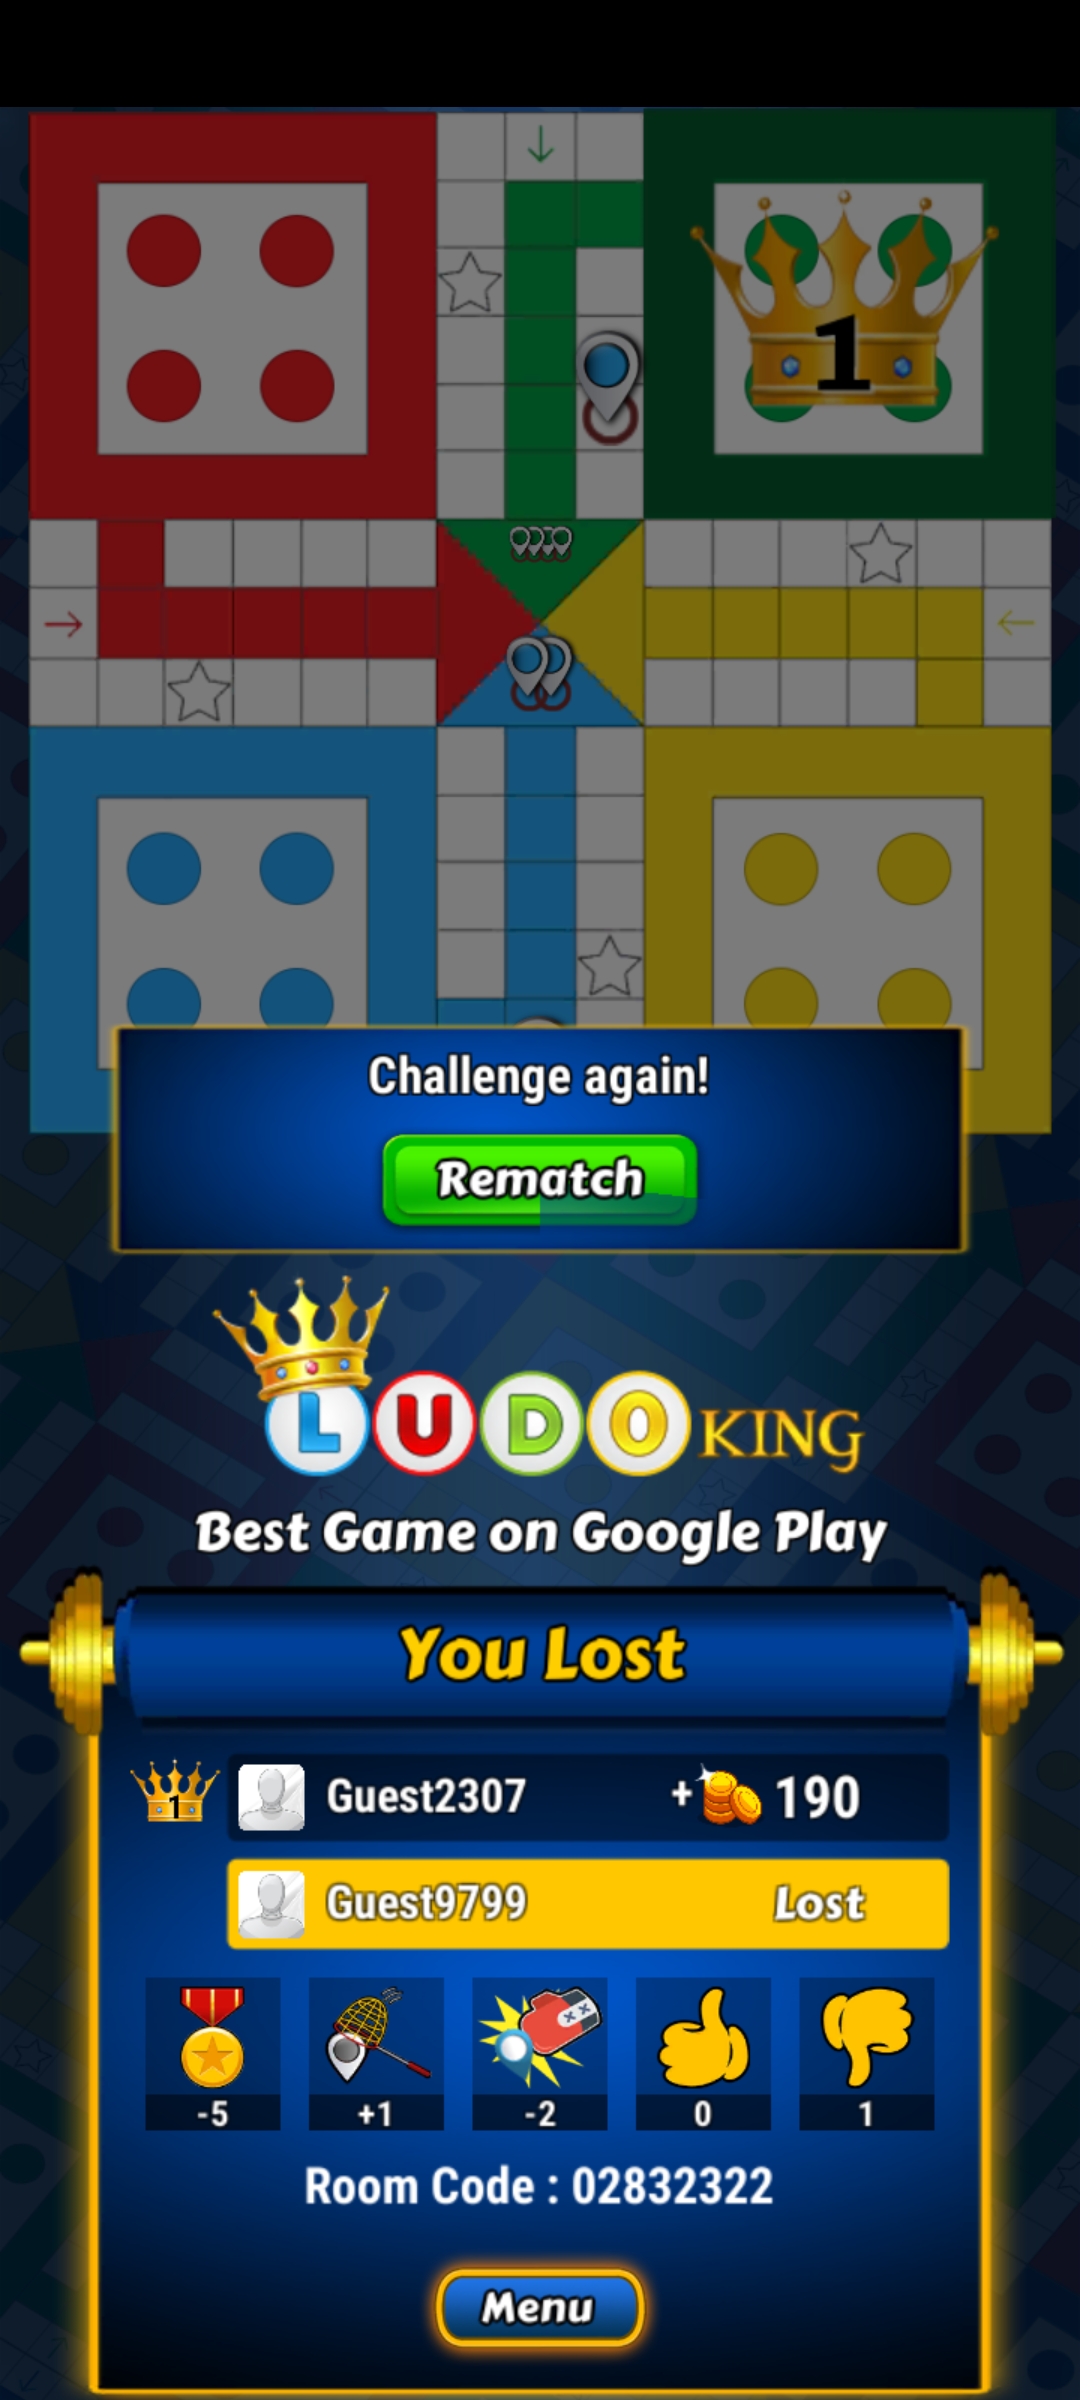 1
Challenge again!
Rematch
LUDO KING
Best Game on Google Play
You Lost
1 Guest2307 + 190
Guest9799 Lost
-5 +1 -2 0 1
Room Code : 02832322
Menu